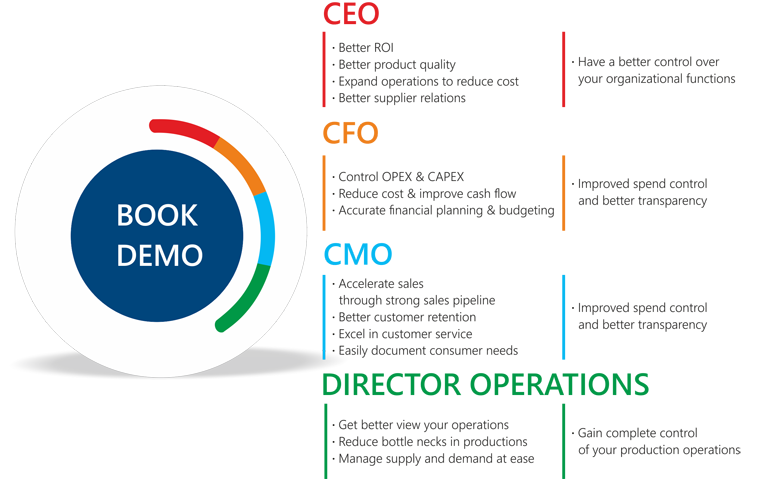 BOOK
DEMO
CEO
· Better ROI
· Better product quality
· Expand operations to reduce cost
· Better supplier relations
· Have a better control over
your organizational functions
CFO
· Control OPEX & CAPEX
· Reduce cost & improve cash flow
· Accurate financial planning & budgeting
· Improved spend control
and better transparency
CMO
· Accelerate sales
through strong sales pipeline
· Better customer retention
· Excel in customer service
· Easily document consumer needs
· Improved spend control
and better transparency
DIRECTOR OPERATIONS
· Get better view your operations
· Reduce bottle necks in productions
· Manage supply and demand at ease
· Gain complete control
of your production operations